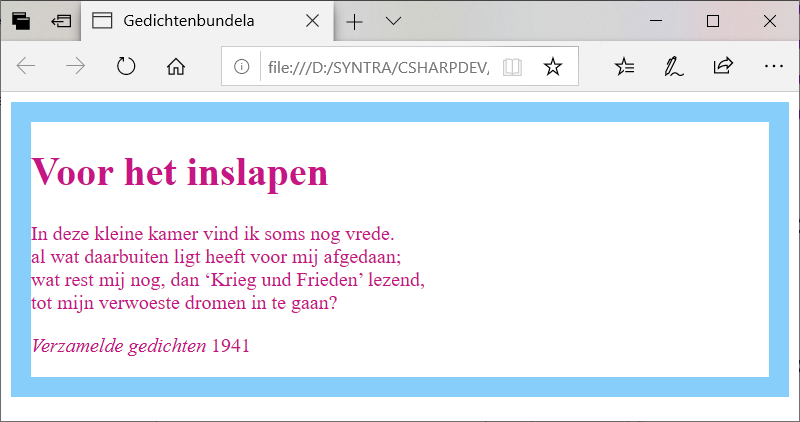 Gedichtenbundela
file:///D:/SYNTRA/CSHARPDEV/
Voor het inslapen
In deze kleine kamer vind ik soms nog vrede.
al wat daarbuiten ligt heeft voor mij afgedaan;
wat rest mij nog, dan ‘Krieg und Frieden’ lezend,
tot mijn verwoeste dromen in te gaan?
Verzamelde gedichten 1941